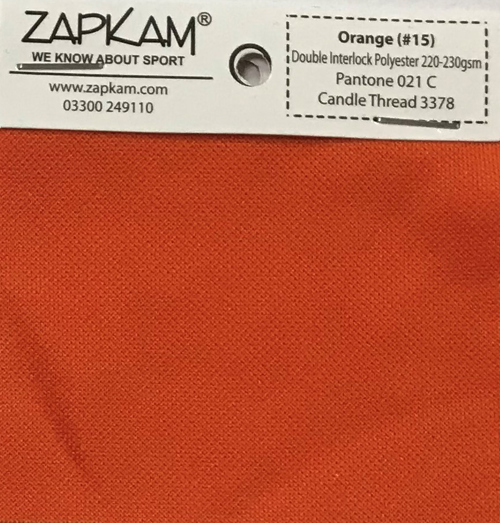 ZAPKAM®
WE KNOW ABOUT SPORT
www.zapkam.com
03300 249110
Orange (#15)
Double Interlock Polyester 220-230gsm
Pantone 021 C
Candle Thread 3378